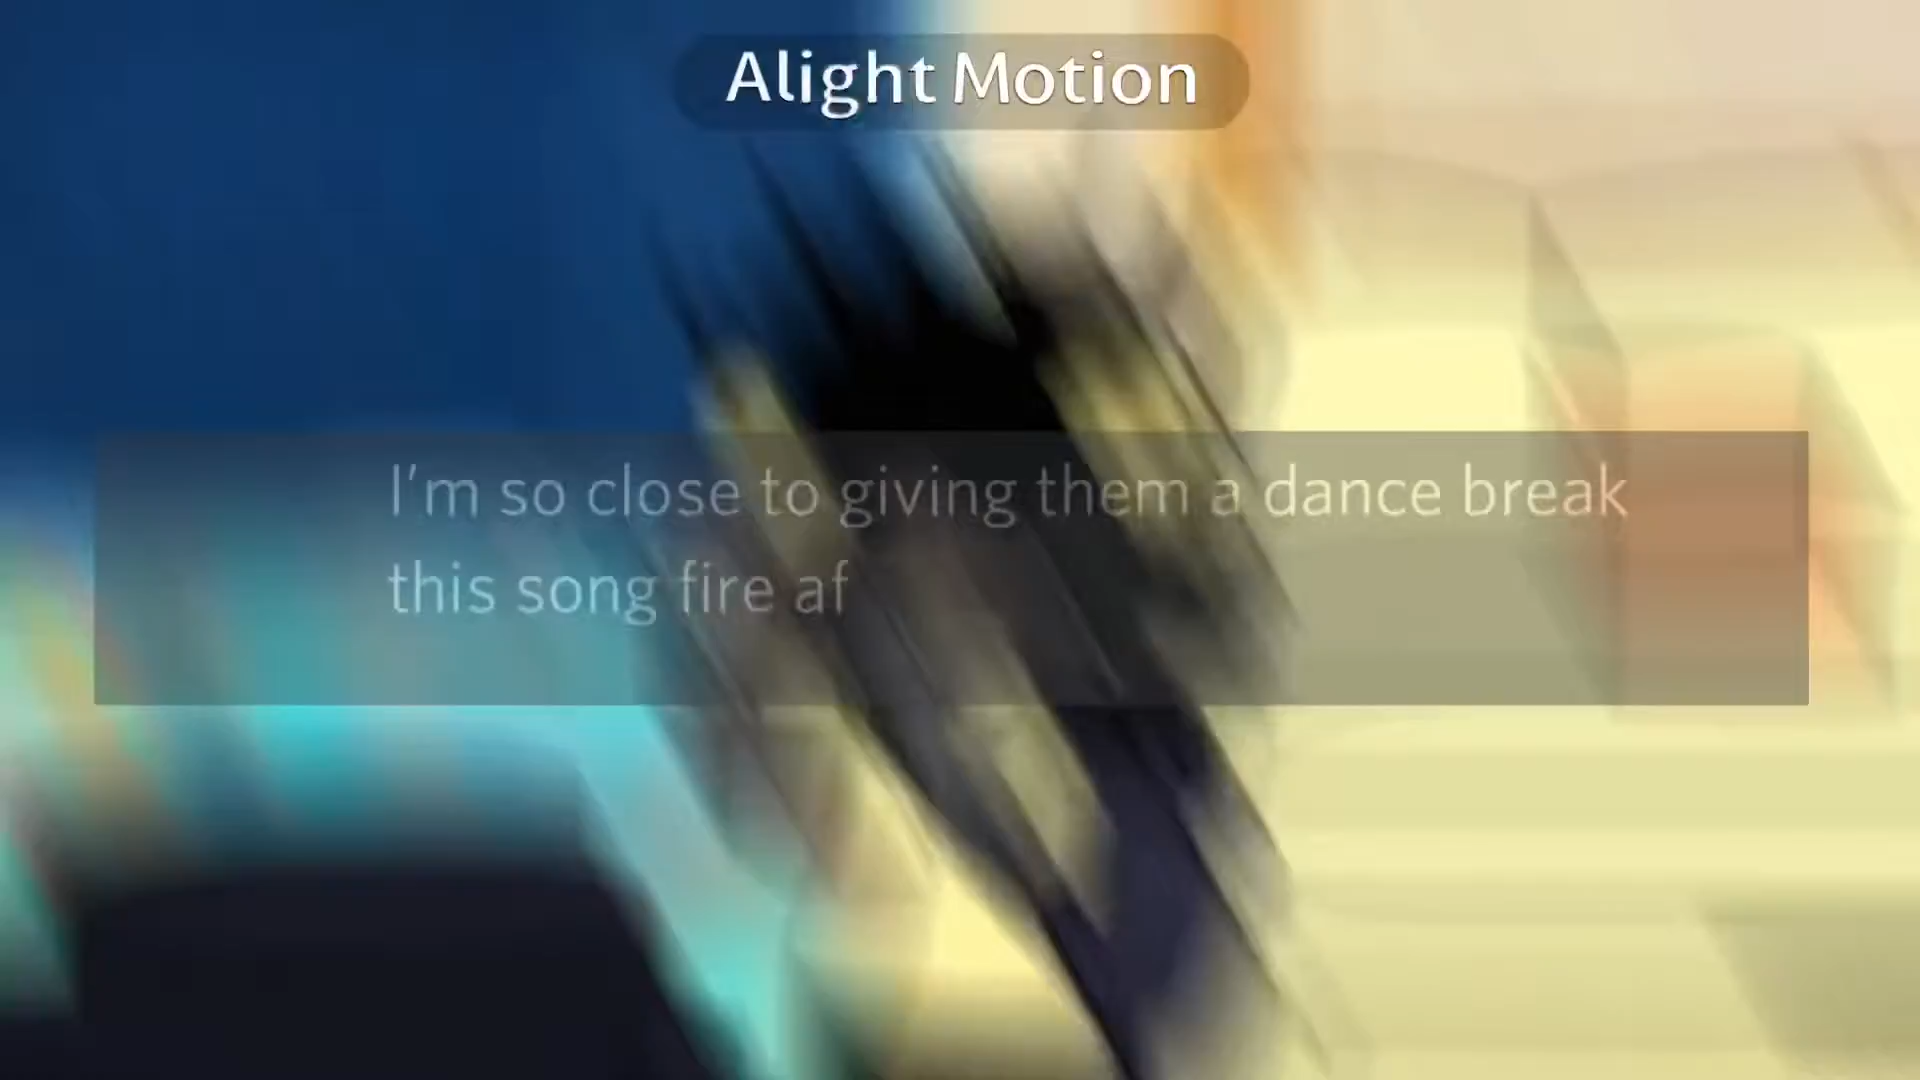 Alight Motion
I'm so close to giving them a dance break
this song fire af